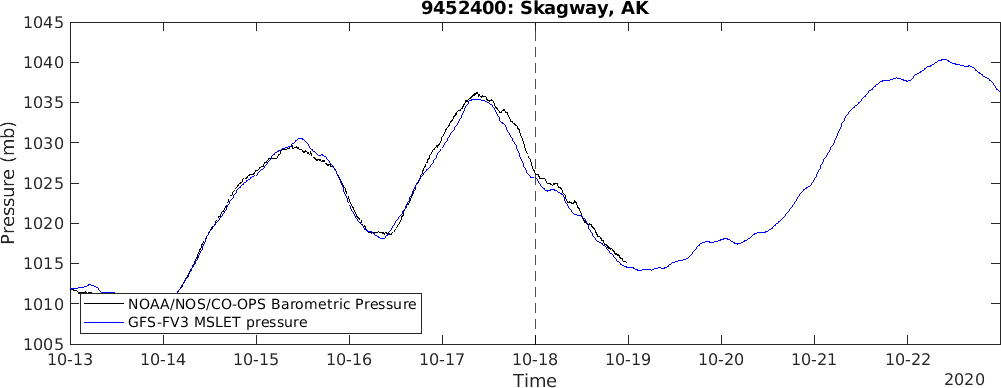 9452400: Skagway, AK
Pressure (mb)
1045
1040
1035
1030
1025
1020
1015
1010
1005
NOAA/NOS/CO-OPS Barometric Pressure
GFS-FV3 MSLET pressure
10-13 10-14 10-15 10-16 10-17 10-18 10-19 10-20 10-21 10-22
Time
2020